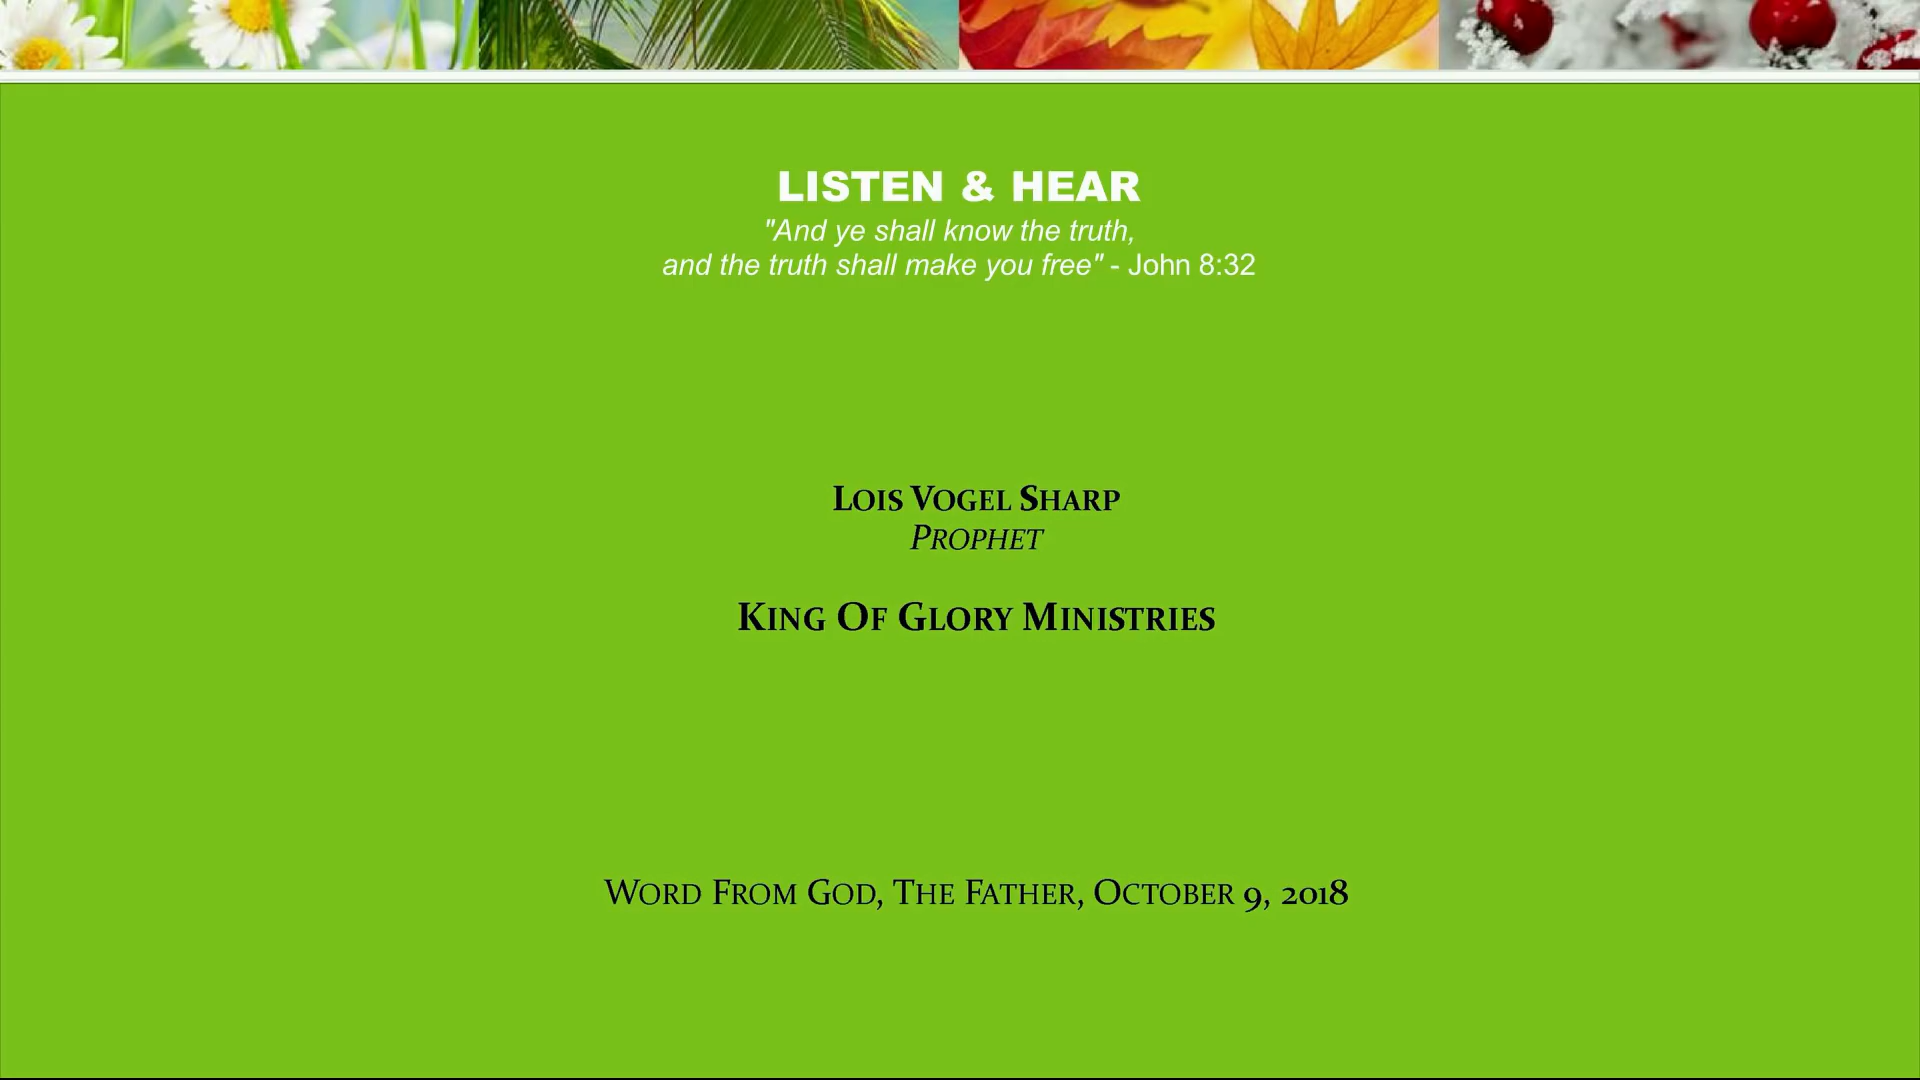 LISTEN & HEAR
"And ye shall know the truth,
and the truth shall make you free" - John 8:32
Lois Vogel Sharp
Prophet
King Of Glory Ministries
Word From God, The Father, October 9, 2018